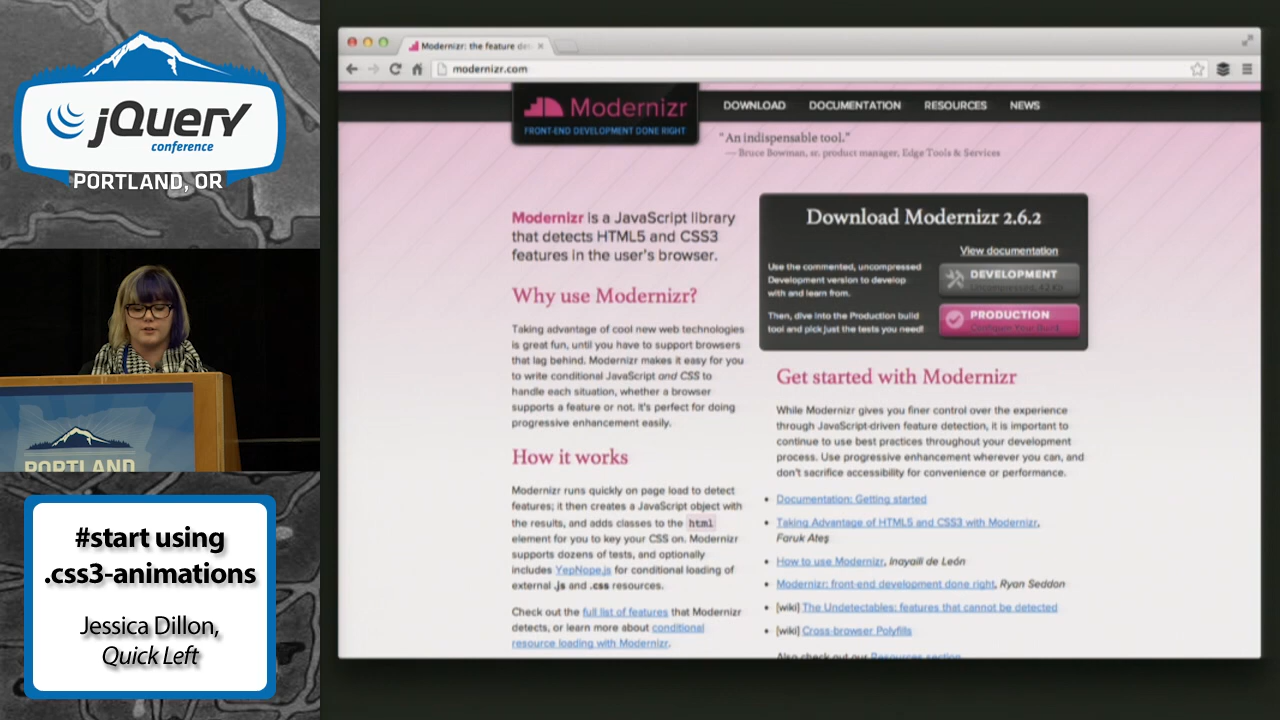 jQuery
conference
PORTLAND, OR
PORTLAND
#start using
.css3-animations
Jessica Dillon,
Quick Left
Modernizr: the feature det
modernizr.com
Modernizr
FRONT-END DEVELOPMENT DONE RIGHT
DOWNLOAD DOCUMENTATION RESOURCES NEWS
"An indispensable tool."
— Bruce Bowman, sr. product manager, Edge Tools & Services
Modernizr is a JavaScript library
that detects HTML5 and CSS3
features in the user's browser.
Why use Modernizr?
Taking advantage of cool new web technologies
is great fun, until you have to support browsers
that lag behind. Modernizr makes it easy for you
to write conditional JavaScript and CSS to
handle each situation, whether a browser
supports a feature or not. It's perfect for doing
progressive enhancement easily.
How it works
Modernizr runs quickly on page load to detect
features; it then creates a JavaScript object with
the results, and adds classes to the html
element for you to key your CSS on. Modernizr
supports dozens of tests, and optionally
includes YepNope.js for conditional loading of
external .js and .css resources.
Check out the full list of features that Modernizr
detects, or learn more about conditional
resource loading with Modernizr.
Download Modernizr 2.6.2
View documentation
Use the commented, uncompressed
Development version to develop
with and learn from.
DEVELOPMENT
Uncompressed, 42 Kb
Then, dive into the Production build
tool and pick just the tests you need!
PRODUCTION
Configure Your Build
Get started with Modernizr
While Modernizr gives you finer control over the experience
through JavaScript-driven feature detection, it is important to
continue to use best practices throughout your development
process. Use progressive enhancement wherever you can, and
don't sacrifice accessibility for convenience or performance.
• Documentation: Getting started
• Taking Advantage of HTML5 and CSS3 with Modernizr,
Faruk Ateş
• How to use Modernizr, Inayaili de León
• Modernizr: front-end development done right, Ryan Seddon
• [wiki] The Undetectables: features that cannot be detected
• [wiki] Cross-browser Polyfills
Also check out our Resources section